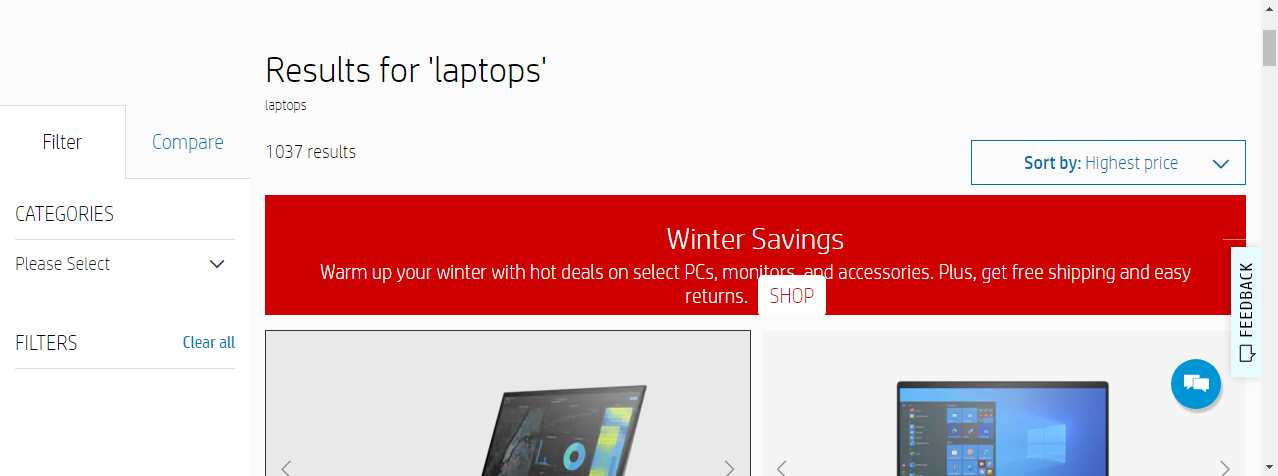 Results for 'laptops'
laptops
Filter
Compare
1037 results
Sort by: Highest price
CATEGORIES
Please Select
Winter Savings
Warm up your winter with hot deals on select PCs, monitors, and accessories. Plus, get free shipping and easy
returns. SHOP
FEEDBACK
FILTERS
Clear all